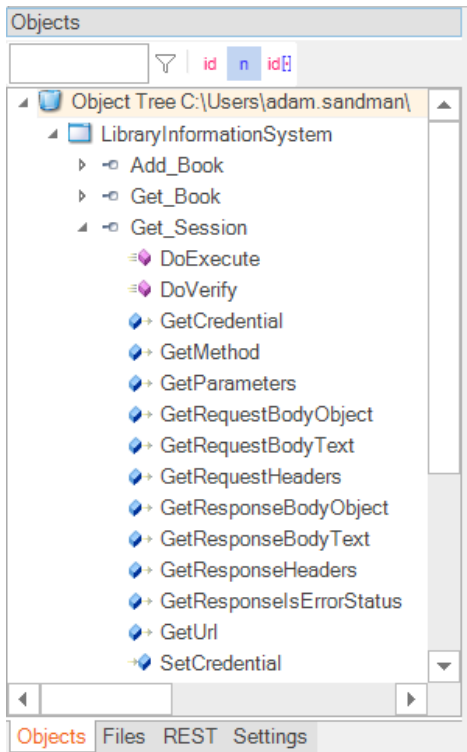 Objects
id n id[·]
Object Tree C:\Users\adam.sandman\
LibraryInformationSystem
Add_Book
Get_Book
Get_Session
DoExecute
DoVerify
GetCredential
GetMethod
GetParameters
GetRequestBodyObject
GetRequestBodyText
GetRequestHeaders
GetResponseBodyObject
GetResponseBodyText
GetResponseHeaders
GetResponseIsErrorStatus
GetUrl
SetCredential
Objects Files REST Settings